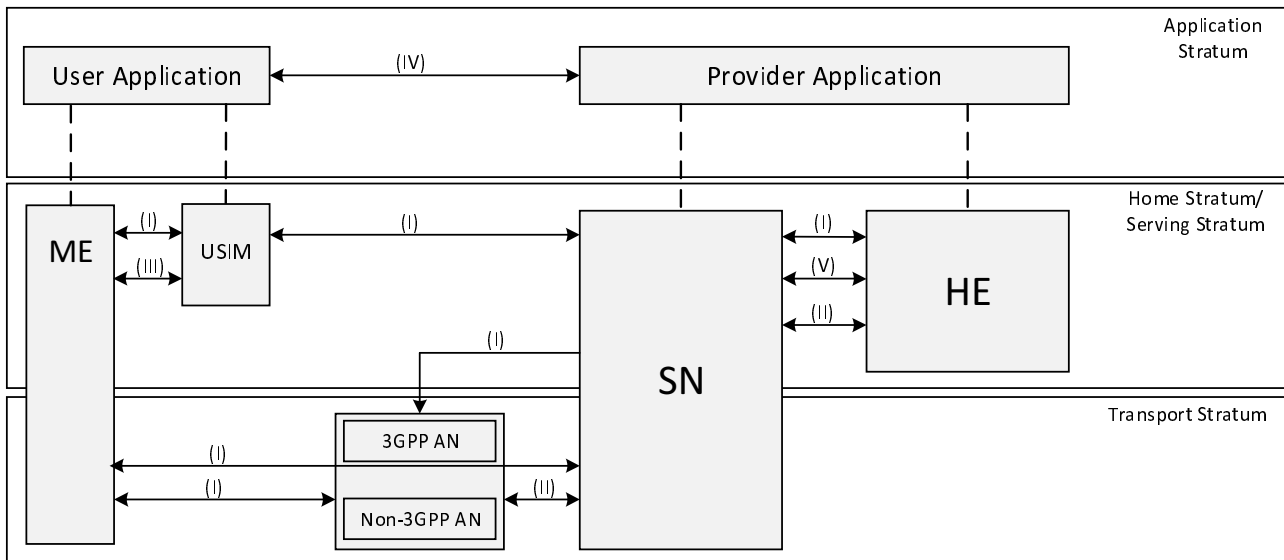 Application
Stratum
User Application
(IV)
Provider Application
Home Stratum/
Serving Stratum
ME
(I)
(III)
USIM
(I)
SN
(I)
(V)
(II)
HE
(I)
Transport Stratum
3GPP AN
(I)
(I)
(II)
Non-3GPP AN